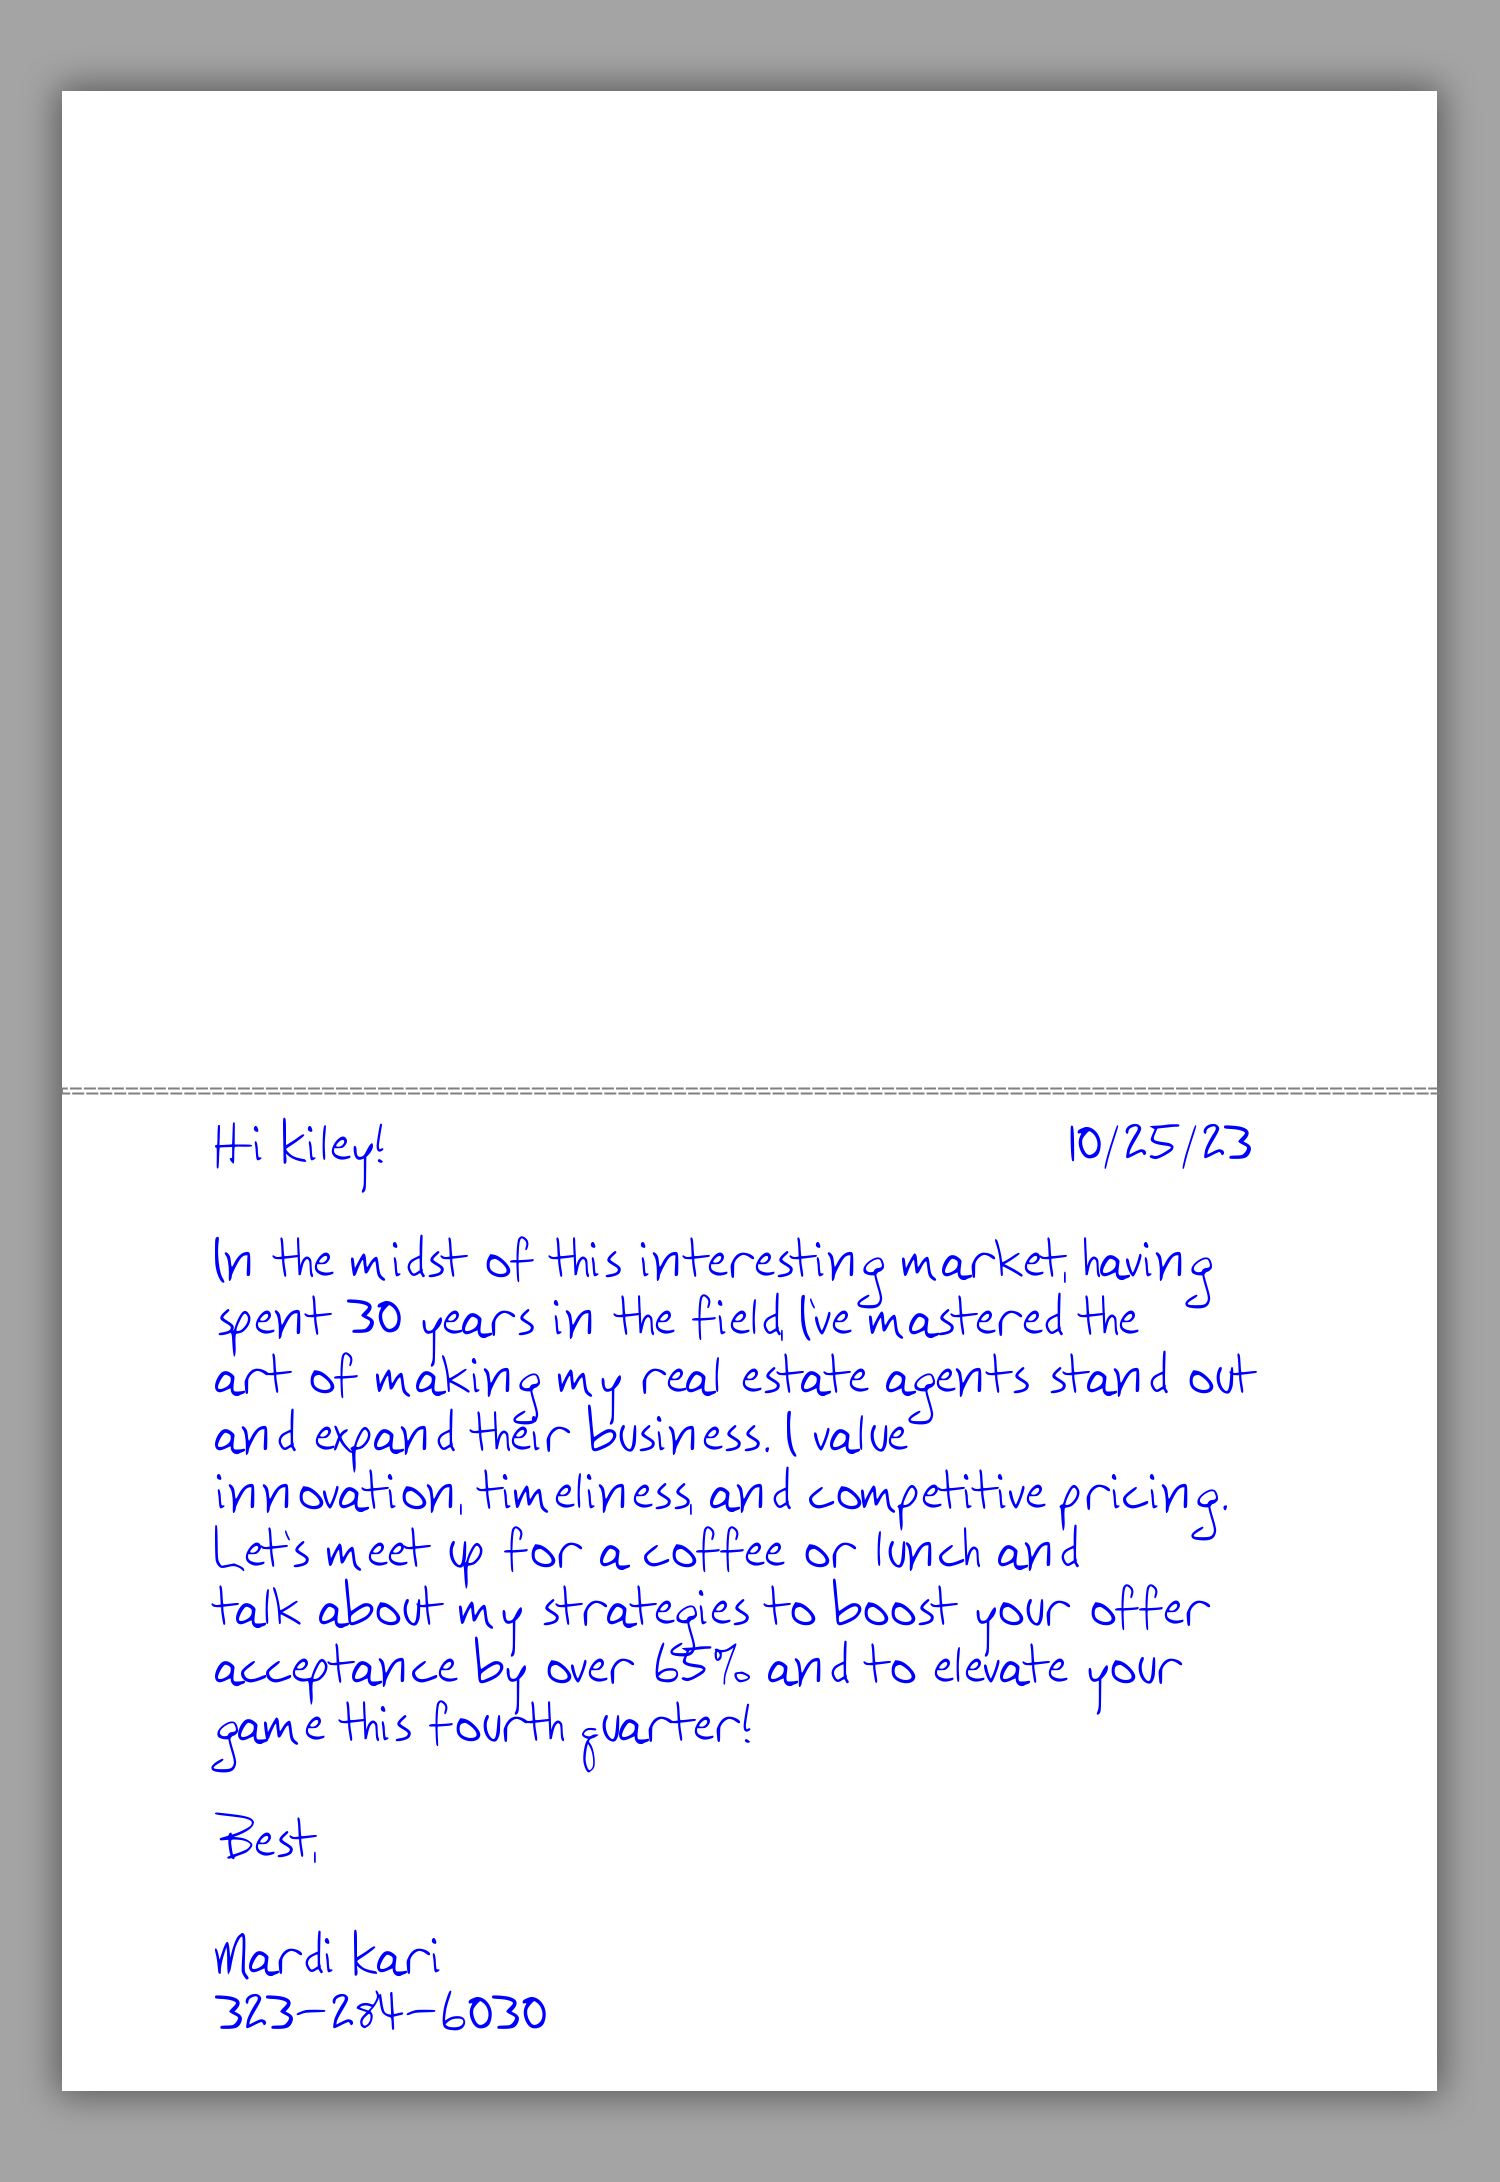 Hi kiley!
10/25/23
In the midst of this interesting market, having
spent 30 years in the field, I've mastered the
art of making my real estate agents stand out
and expand their business. I value
innovation, timeliness, and competitive pricing.
Let's meet up for a coffee or lunch and
talk about my strategies to boost your offer
acceptance by over 65% and to elevate your
game this fourth quarter!
Best,
Mardi kari
323-284-6030